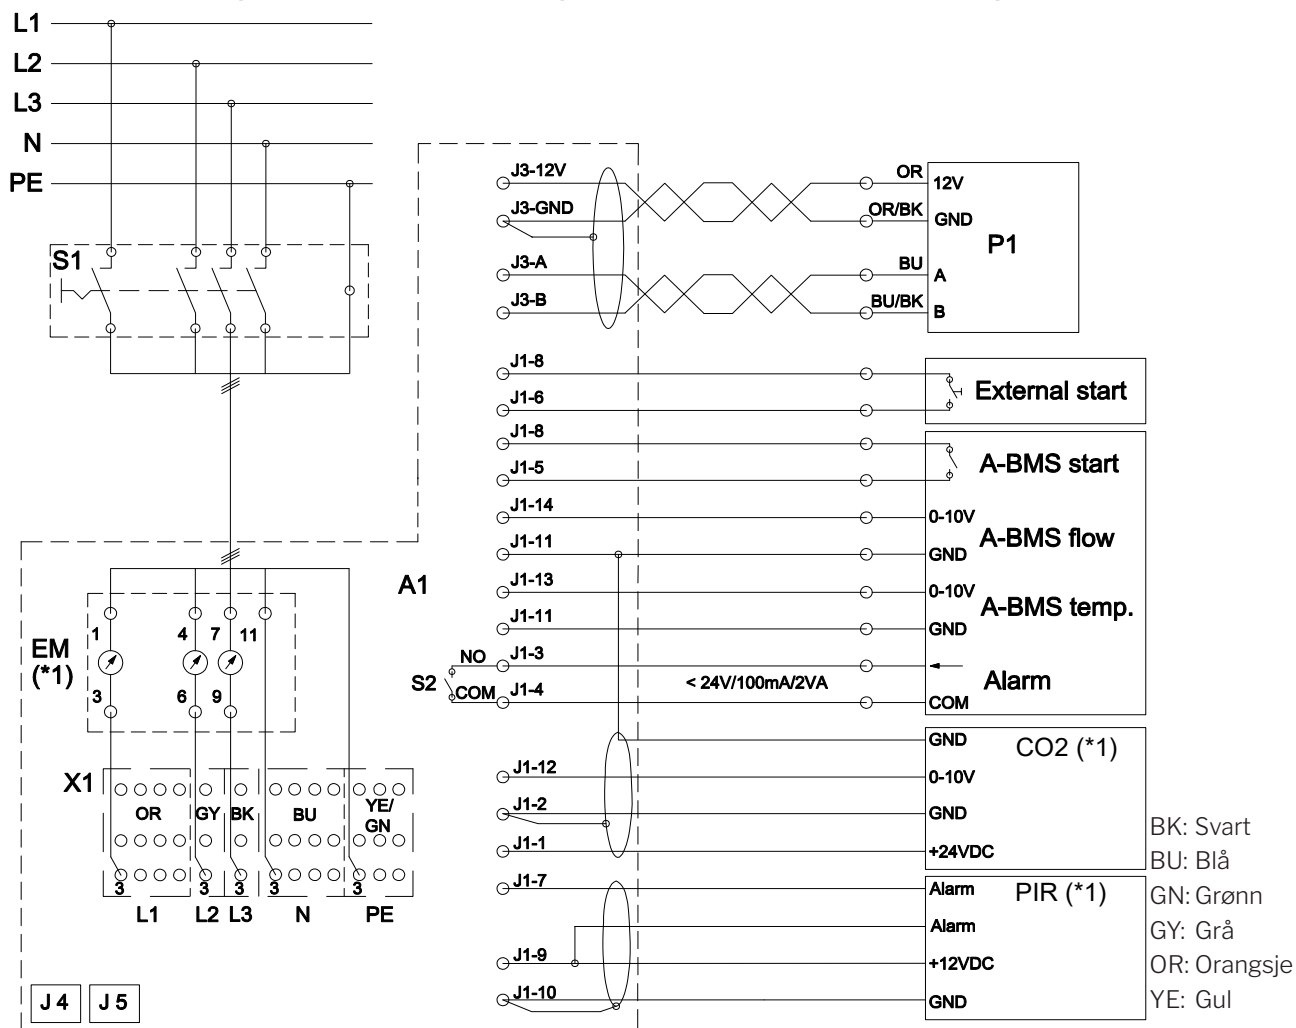 L1
L2
L3
N
PE
S1
J3-12V
OR
12V
J3-GND
OR/BK
GND
P1
J3-A
BU
A
J3-B
BU/BK
B
J1-8
J1-6
External start
J1-8
J1-5
A-BMS start
J1-14
0-10V
A-BMS flow
J1-11
GND
A1
J1-13
0-10V
A-BMS temp.
J1-11
GND
NO
J1-3
S2
COM
J1-4
< 24V/100mA/2VA
Alarm
COM
EM
(*1)
1
4
7
11
3
6
9
GND
CO2 (*1)
J1-12
0-10V
J1-2
GND
J1-1
+24VDC
X1
OR
GY
BK
BU
YE/
GN
3
3
3
3
3
L1
L2
L3
N
PE
J1-7
Alarm
PIR (*1)
Alarm
J1-9
+12VDC
J1-10
GND
J 4
J 5
BK: Svart
BU: Blå
GN: Grønn
GY: Grå
OR: Orangsje
YE: Gul